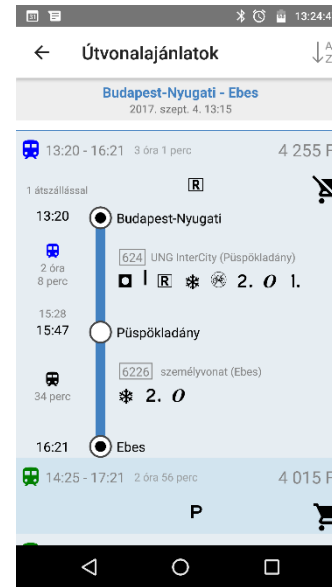 31
13:24:4
Útvonalajánlatok
A
Z
Budapest-Nyugati - Ebes
2017. szept. 4. 13:15
13:20 - 16:21 3 óra 1 perc 4 255 F
1 átszállással R
13:20 Budapest-Nyugati
2 óra
8 perc
624 UNG InterCity (Püspökladány)
R 2. O 1.
15:28
15:47 Püspökladány
34 perc
6226 személyvonat (Ebes)
2. O
16:21 Ebes
14:25 - 17:21 2 óra 56 perc 4 015 F
P